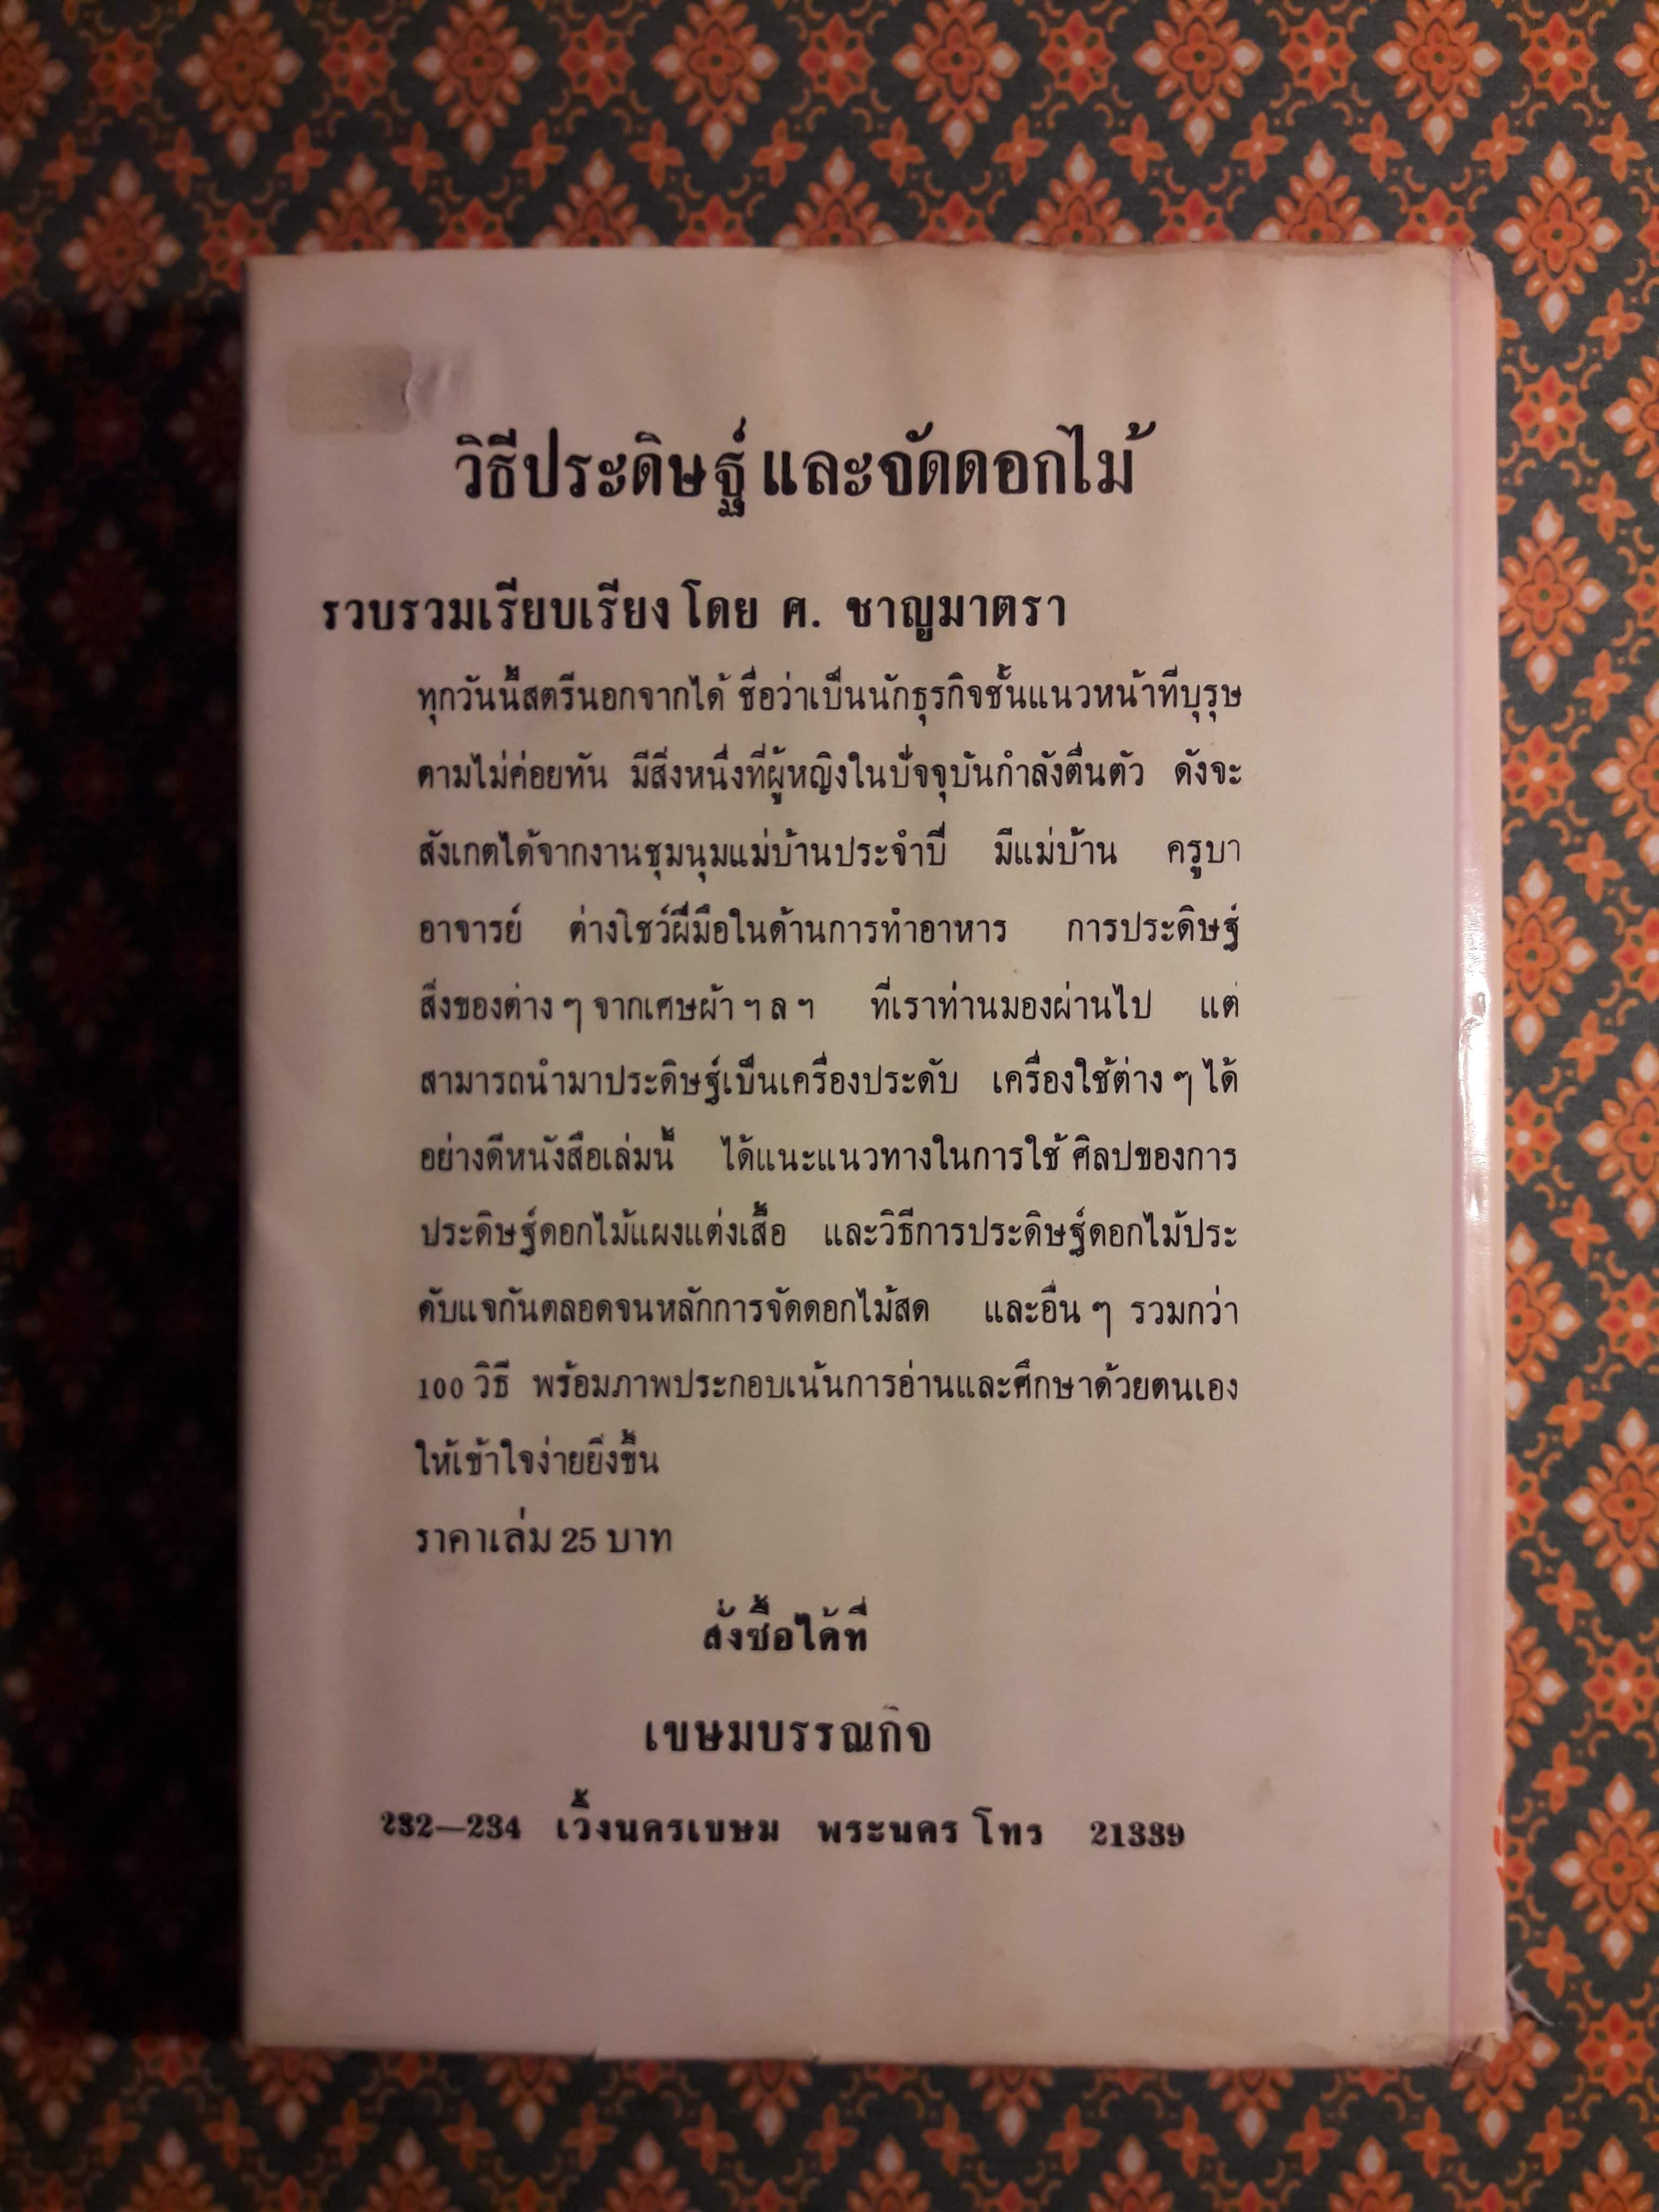 วิธีประดิษฐ์ และจัดดอกไม้
รวบรวมเรียบเรียง โดย ศ. ชาญมาตรา
ทุกวันนี้สตรีนอกจากได้ ชื่อว่าเป็นนักธุรกิจชั้นแนวหน้าที่บุรุษ
ตามไม่ค่อยทัน มีสิ่งหนึ่งที่ผู้หญิงในปัจจุบันกำลังตื่นตัว ดังจะ
สังเกตได้จากงานชุมนุมแม่บ้านประจำปี มีแม่บ้าน ครูบา
อาจารย์ ต่างโชว์ฝีมือในด้านการทำอาหาร การประดิษฐ์
สิ่งของต่าง ๆ จากเศษผ้า ฯ ล ฯ ที่เราท่านมองผ่านไป แต่
สามารถนำมาประดิษฐ์เป็นเครื่องประดับ เครื่องใช้ต่าง ๆ ได้
อย่างดีหนังสือเล่มนี้ ได้แนะแนวทางในการใช้ ศิลปของการ
ประดิษฐ์ดอกไม้แผงแต่งเสื้อ และวิธีการประดิษฐ์ดอกไม้ประ
ดับแจกันตลอดจนหลักการจัดดอกไม้สด และอื่น ๆ รวมกว่า
100 วิธี พร้อมภาพประกอบเน้นการอ่านและศึกษาด้วยตนเอง
ให้เข้าใจง่ายยิ่งขึ้น
ราคาเล่ม 25 บาท
สั่งซื้อได้ที่
เขษมบรรณกิจ
232—234 เวิ้งนครเขษม พระนคร โทร 21339